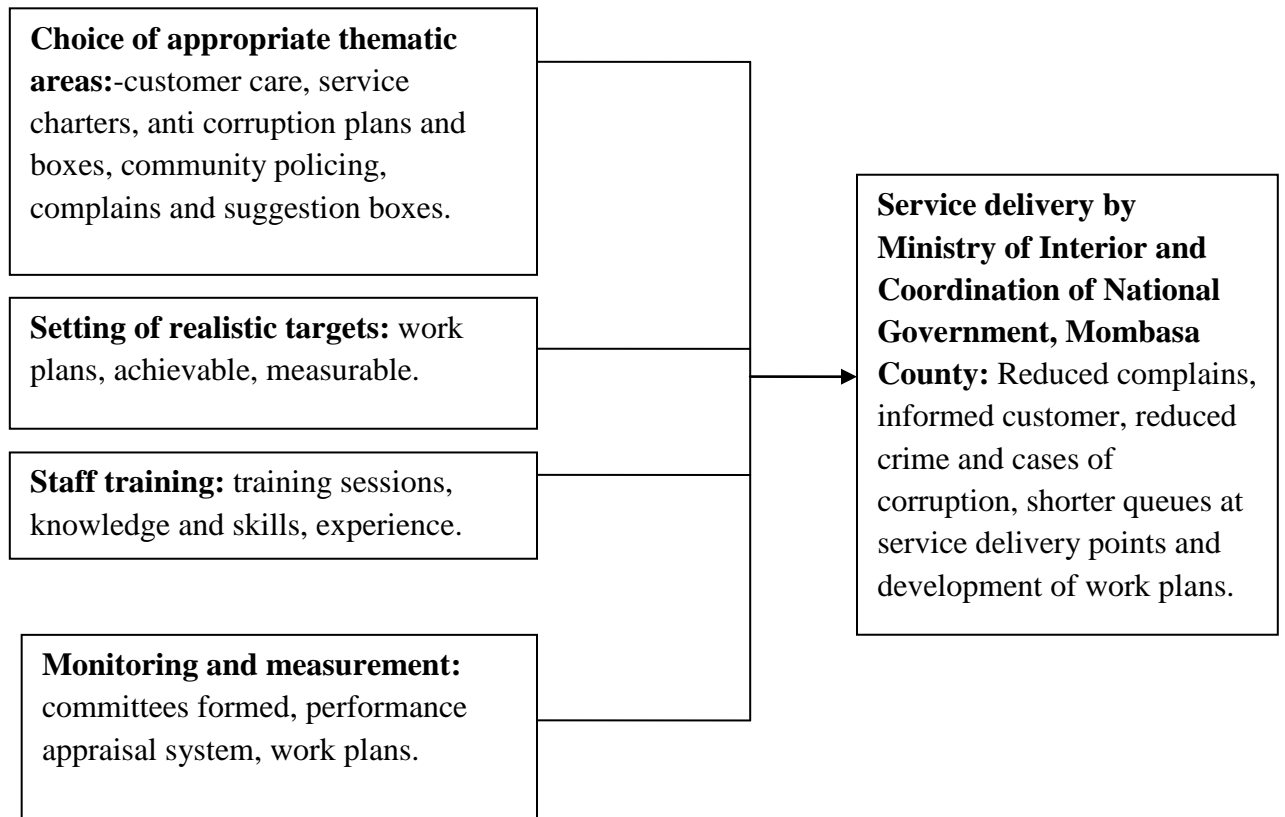 Choice of appropriate thematic
areas:-customer care, service
charters, anti corruption plans and
boxes, community policing,
complains and suggestion boxes.
Setting of realistic targets: work
plans, achievable, measurable.
Staff training: training sessions,
knowledge and skills, experience.
Monitoring and measurement:
committees formed, performance
appraisal system, work plans.
Service delivery by
Ministry of Interior and
Coordination of National
Government, Mombasa
County: Reduced complains,
informed customer, reduced
crime and cases of
corruption, shorter queues at
service delivery points and
development of work plans.